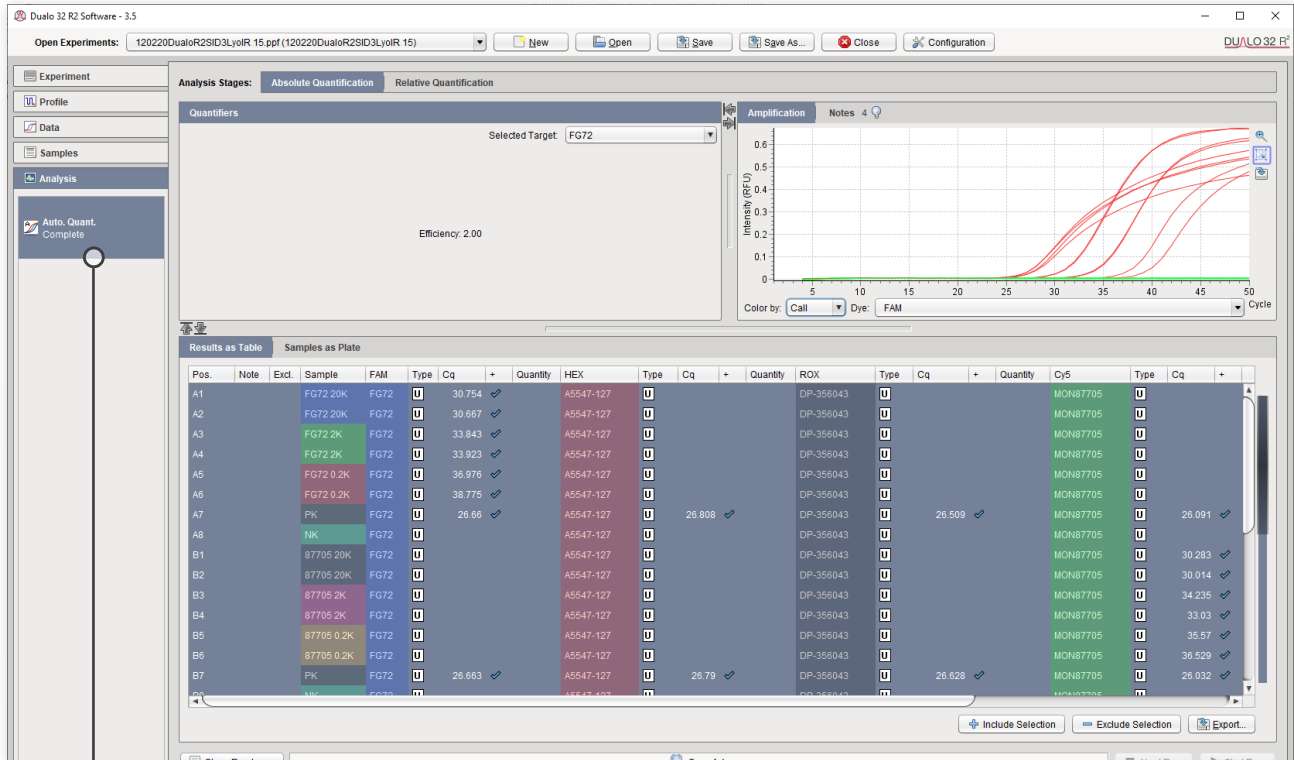 Dualo 32 R2 Software - 3.5
Open Experiments: 120220DualoR2SID3LyoIR 15.ppf (120220DualoR2SID3LyoIR 15) New Open Save Save As... Close Configuration DUALO 32 R²
Experiment
Profile
Data
Samples
Analysis
Auto. Quant.
Complete
Analysis Stages: Absolute Quantification Relative Quantification
Quantifiers
Selected Target: FG72
Efficiency: 2.00
Amplification Notes 4
Intensity (RFU)
0.6
0.5
0.4
0.3
0.2
0.1
0
5 10 15 20 25 30 35 40 45 50
Cycle
Color by: Call Dye: FAM
Results as Table Samples as Plate
Pos. Note Excl. Sample FAM Type Cq + Quantity HEX Type Cq + Quantity ROX Type Cq + Quantity Cy5 Type Cq +
A1 FG72 20K FG72 U 30.754 A5547-127 U DP-356043 U MON87705 U
A2 FG72 20K FG72 U 30.667 A5547-127 U DP-356043 U MON87705 U
A3 FG72 2K FG72 U 33.843 A5547-127 U DP-356043 U MON87705 U
A4 FG72 2K FG72 U 33.923 A5547-127 U DP-356043 U MON87705 U
A5 FG72 0.2K FG72 U 36.976 A5547-127 U DP-356043 U MON87705 U
A6 FG72 0.2K FG72 U 38.775 A5547-127 U DP-356043 U MON87705 U
A7 PK FG72 U 26.66 A5547-127 U 26.808 DP-356043 U 26.509 MON87705 U 26.091
A8 NK FG72 U A5547-127 U DP-356043 U MON87705 U
B1 87705 20K FG72 U A5547-127 U DP-356043 U MON87705 U 30.283
B2 87705 20K FG72 U A5547-127 U DP-356043 U MON87705 U 30.014
B3 87705 2K FG72 U A5547-127 U DP-356043 U MON87705 U 34.235
B4 87705 2K FG72 U A5547-127 U DP-356043 U MON87705 U 33.03
B5 87705 0.2K FG72 U A5547-127 U DP-356043 U MON87705 U 35.57
B6 87705 0.2K FG72 U A5547-127 U DP-356043 U MON87705 U 36.529
B7 PK FG72 U 26.663 A5547-127 U 26.79 DP-356043 U 26.628 MON87705 U 26.032
Include Selection Exclude Selection Export...